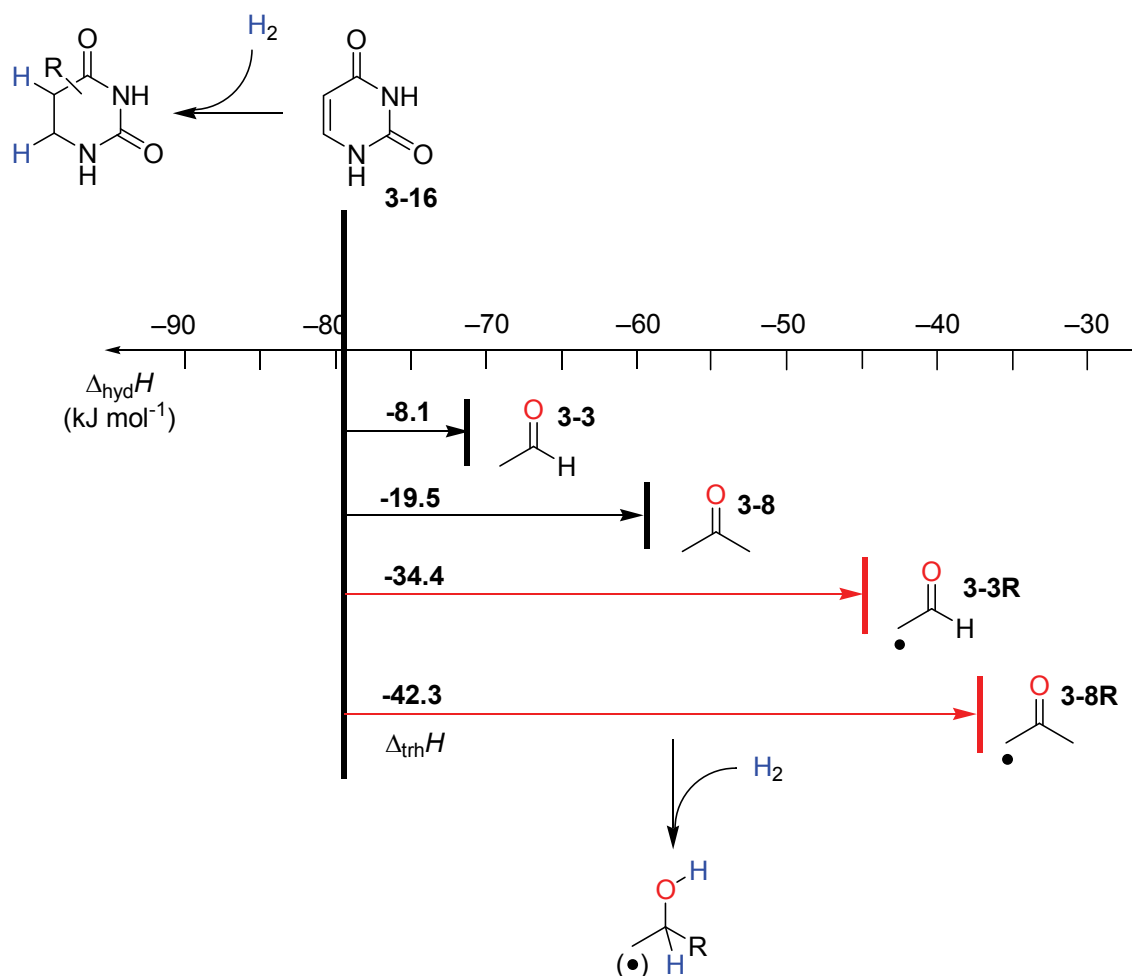 H2
O
R
H
NH
H
N
H
O
O
NH
N
H
O
3-16
–90
–80
–70
–60
–50
–40
–30
ΔhydH
(kJ mol-1)
-8.1
O
H
3-3
-19.5
O
3-8
-34.4
O
H
3-3R
-42.3
O
3-8R
ΔtrhH
H2
H
O
R
H
(•)